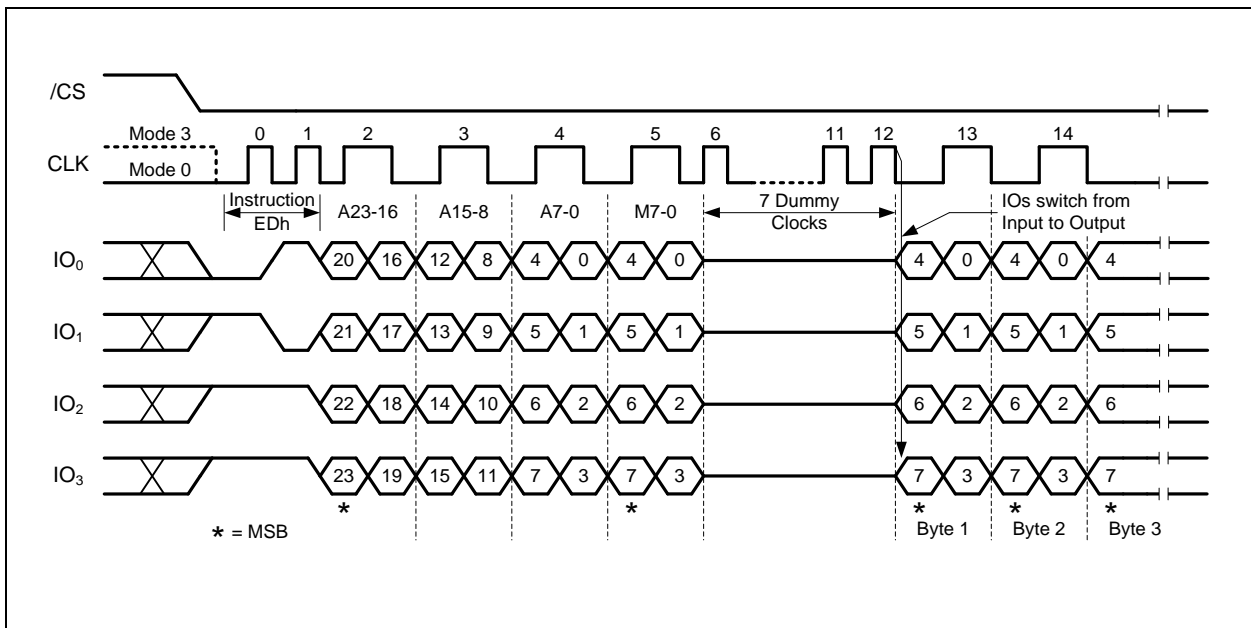 /CS
Mode 3 0 1 2 3 4 5 6 11 12 13 14
CLK
Mode 0
Instruction
EDh
A23-16 A15-8 A7-0 M7-0
7 Dummy
Clocks
IOs switch from
Input to Output
IO0 20 16 12 8 4 0 4 0 4 0 4 0 4
IO1 21 17 13 9 5 1 5 1 5 1 5 1 5
IO2 22 18 14 10 6 2 6 2 6 2 6 2 6
IO3 23 19 15 11 7 3 7 3 7 3 7 3 7
* * * * *
* = MSB
Byte 1 Byte 2 Byte 3